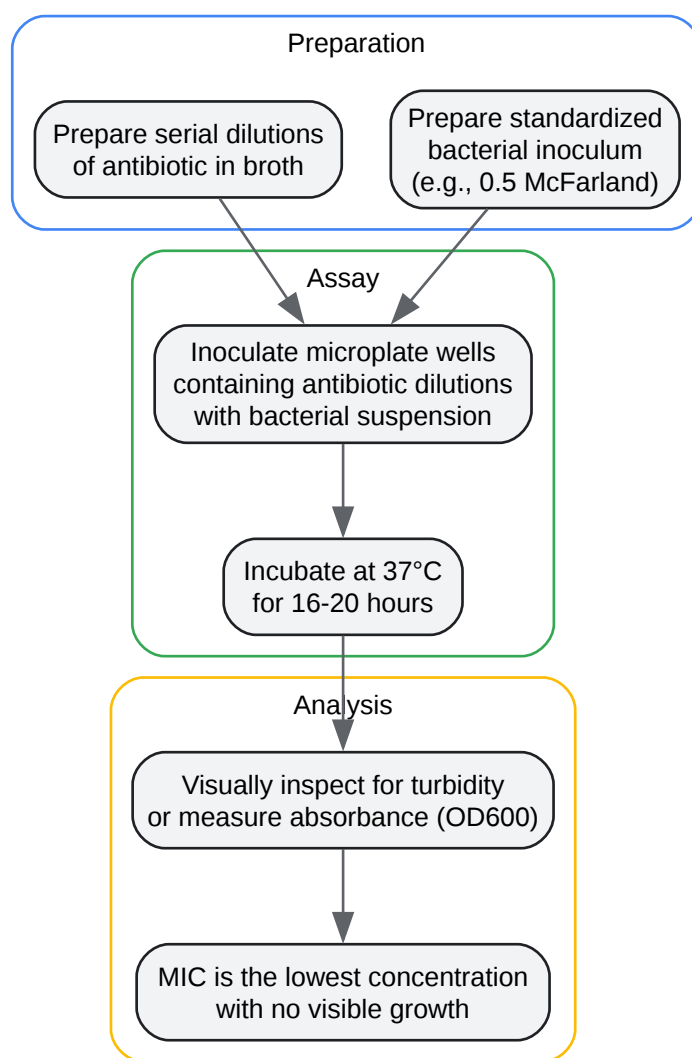 Preparation
Prepare serial dilutions
of antibiotic in broth
Prepare standardized
bacterial inoculum
(e.g., 0.5 McFarland)
Assay
Inoculate microplate wells
containing antibiotic dilutions
with bacterial suspension
Incubate at 37°C
for 16-20 hours
Analysis
Visually inspect for turbidity
or measure absorbance (OD600)
MIC is the lowest concentration
with no visible growth